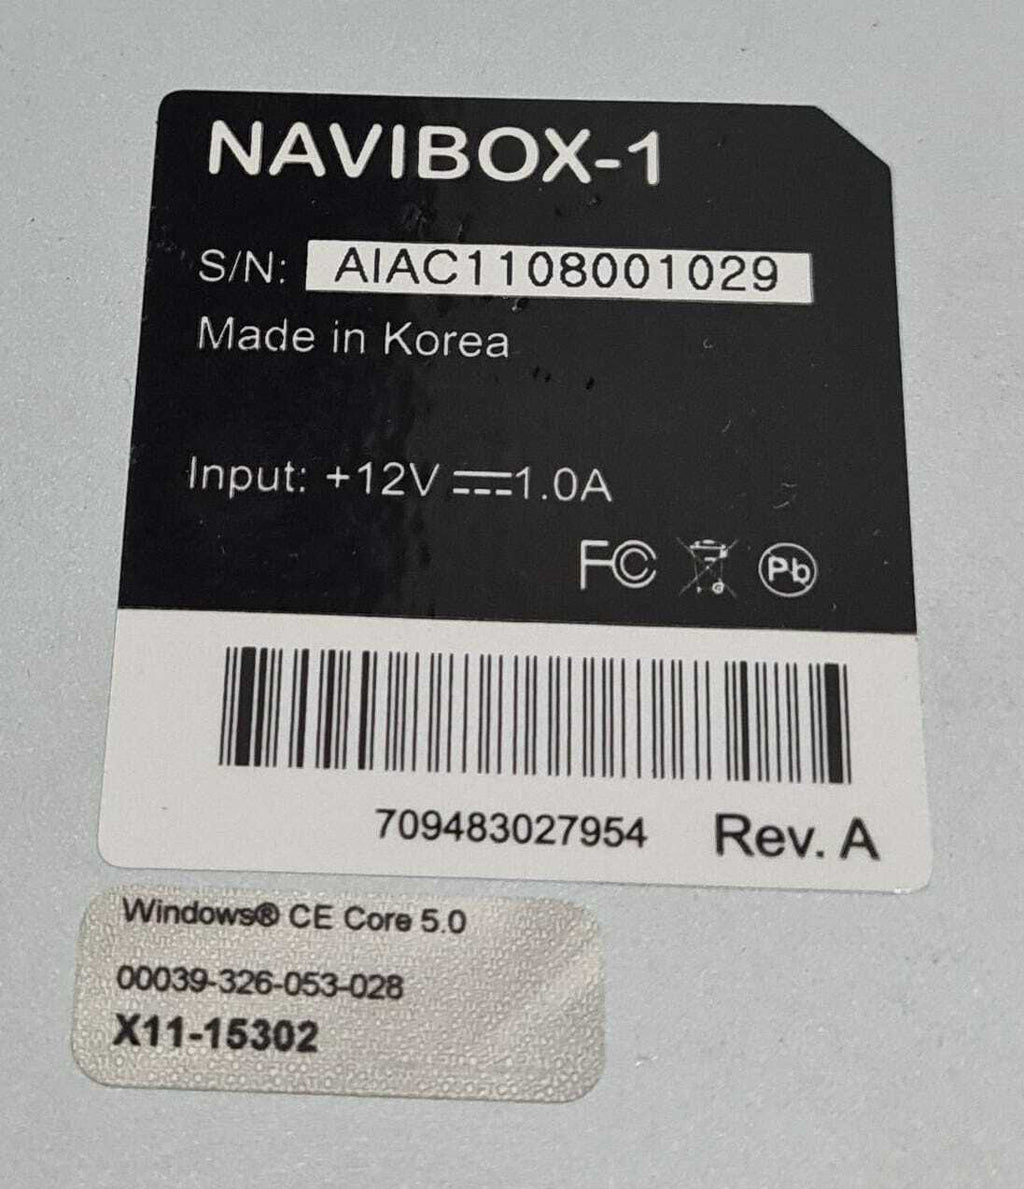 NAVIBOX-1
S/N: AIAC1108001029
Made in Korea
Input: +12V ⎓1.0A
FC Pb
709483027954 Rev. A
Windows® CE Core 5.0
00039-326-053-028
X11-15302